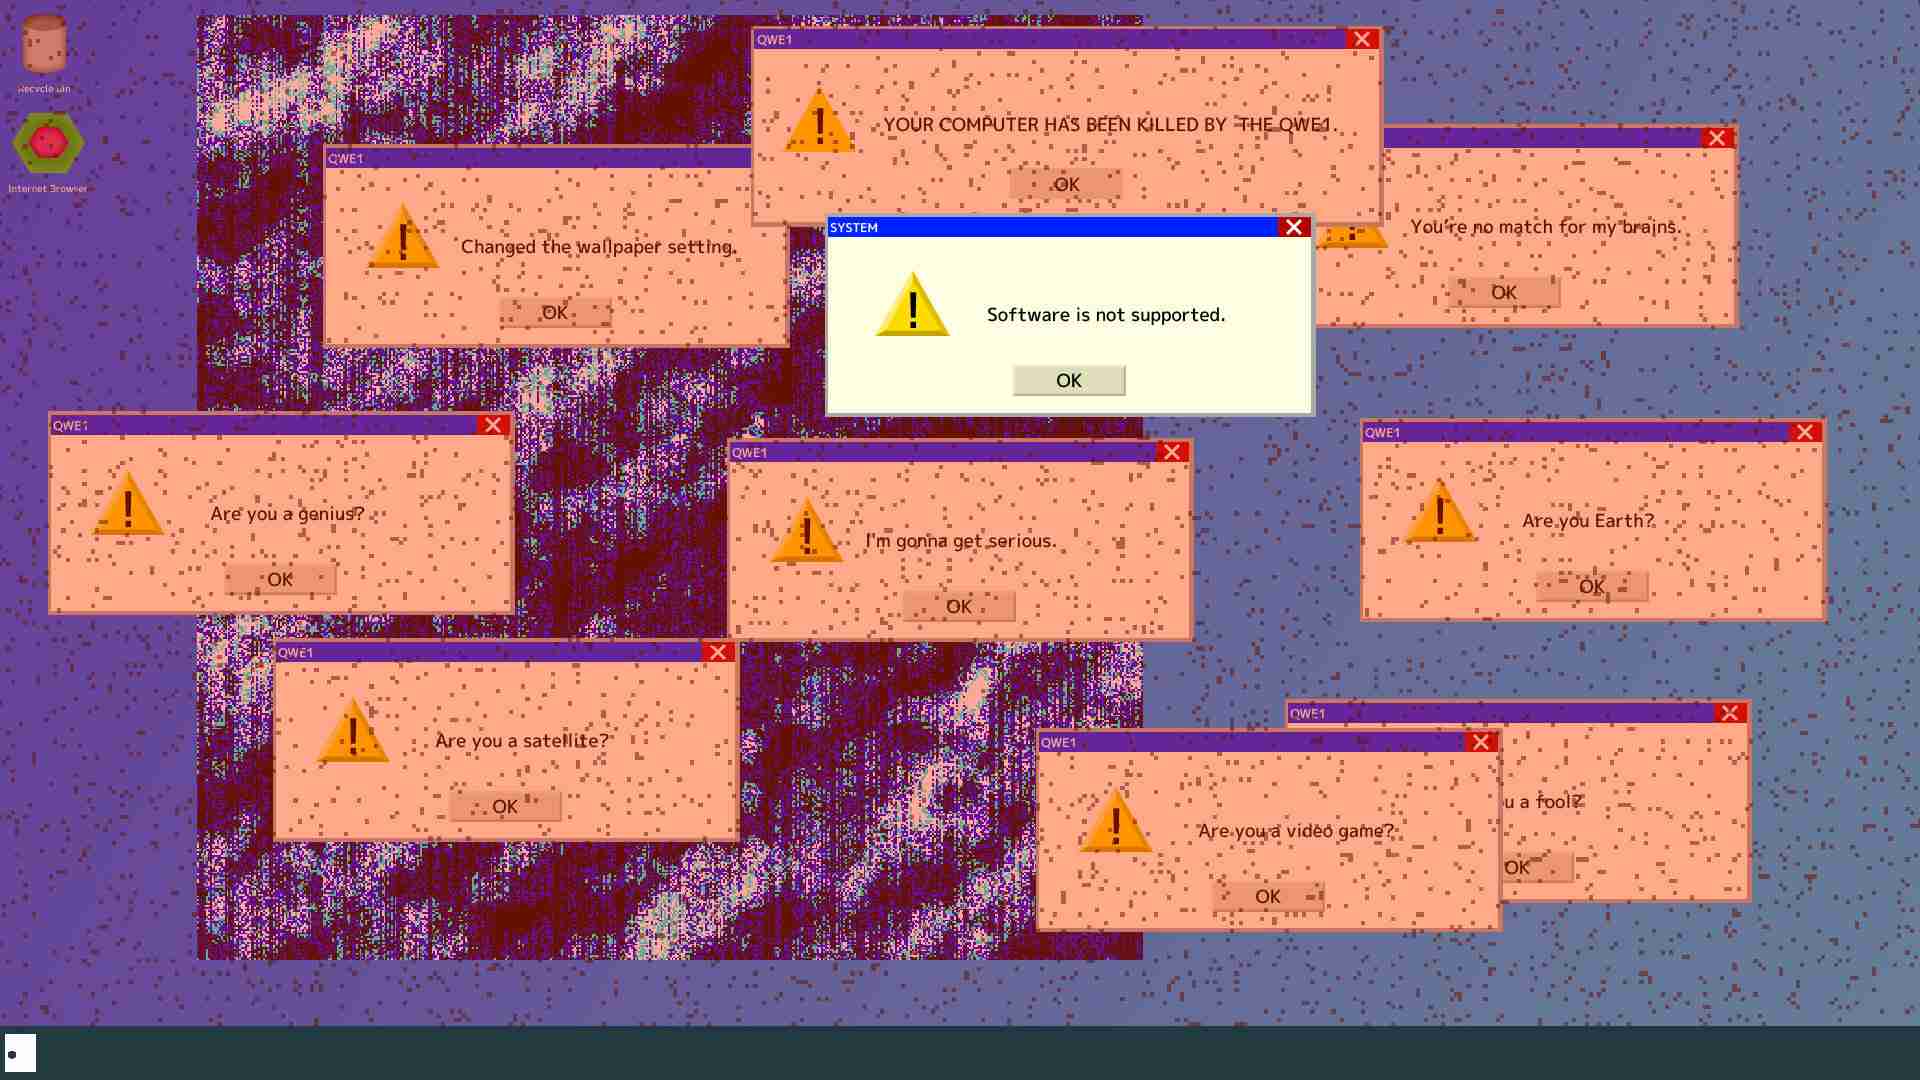 Recycle Bin
Internet Browser
QWE1
YOUR COMPUTER HAS BEEN KILLED BY THE QWE1.
OK
QWE1
Changed the wallpaper setting.
OK
You're no match for my brains.
OK
SYSTEM
Software is not supported.
OK
QWE1
Are you a genius?
OK
QWE1
I'm gonna get serious.
OK
QWE1
Are you Earth?
OK
QWE1
Are you a satellite?
OK
QWE1
u a fool?
OK
QWE1
Are you a video game?
OK